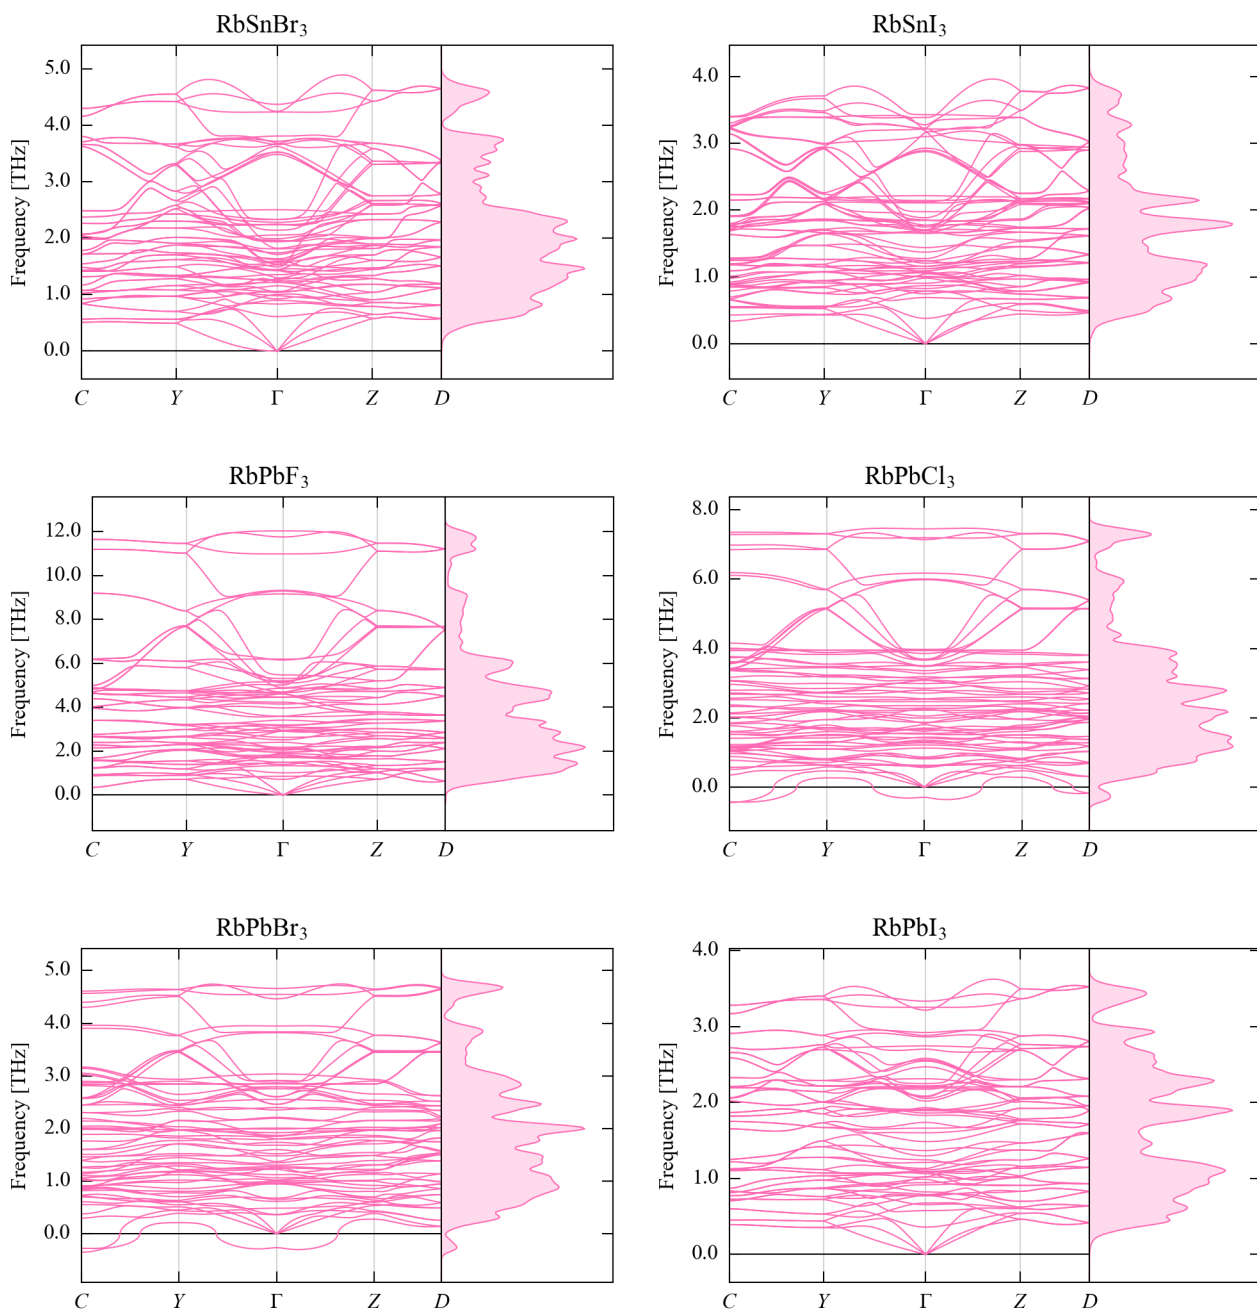 RbSnBr₃
Frequency [THz]
5.0
4.0
3.0
2.0
1.0
0.0
C Y Γ Z D
RbSnI₃
Frequency [THz]
4.0
3.0
2.0
1.0
0.0
C Y Γ Z D
RbPbF₃
Frequency [THz]
12.0
10.0
8.0
6.0
4.0
2.0
0.0
C Y Γ Z D
RbPbCl₃
Frequency [THz]
8.0
6.0
4.0
2.0
0.0
C Y Γ Z D
RbPbBr₃
Frequency [THz]
5.0
4.0
3.0
2.0
1.0
0.0
C Y Γ Z D
RbPbI₃
Frequency [THz]
4.0
3.0
2.0
1.0
0.0
C Y Γ Z D